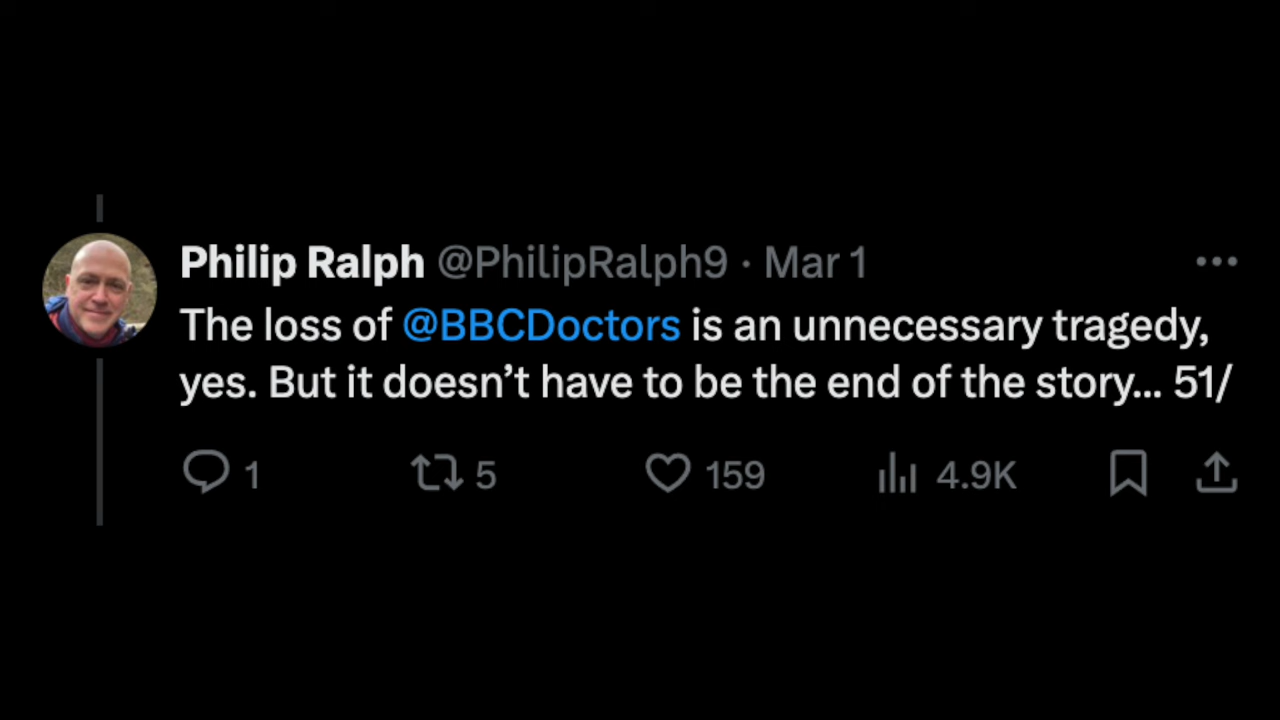 Philip Ralph @PhilipRalph9 · Mar 1
The loss of @BBCDoctors is an unnecessary tragedy,
yes. But it doesn’t have to be the end of the story... 51/
1 5 159 4.9K